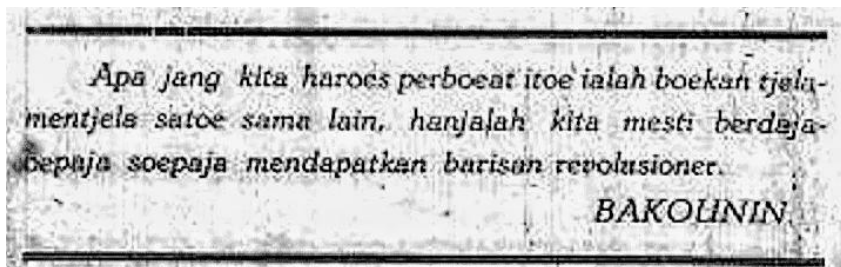 Apa jang kita haroes perboeat itoe ialah boekan tjela-
mentjela satoe sama lain, hanjalah kita mesti berdaja-
oepaja soepaja mendapatkan barisan revolusioner.
BAKOUNIN.